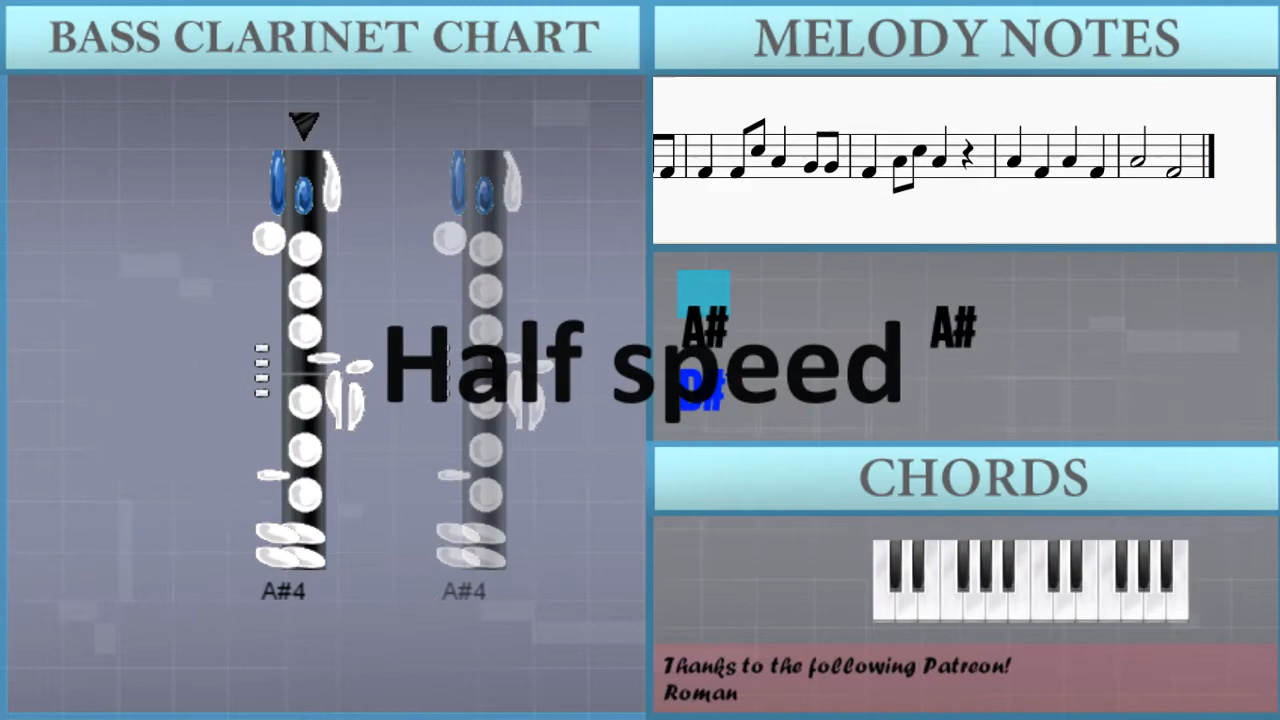 BASS CLARINET CHART
MELODY NOTES
A#
A#
Half speed
D#
A#4
A#4
CHORDS
Thanks to the following Patreon!
Roman